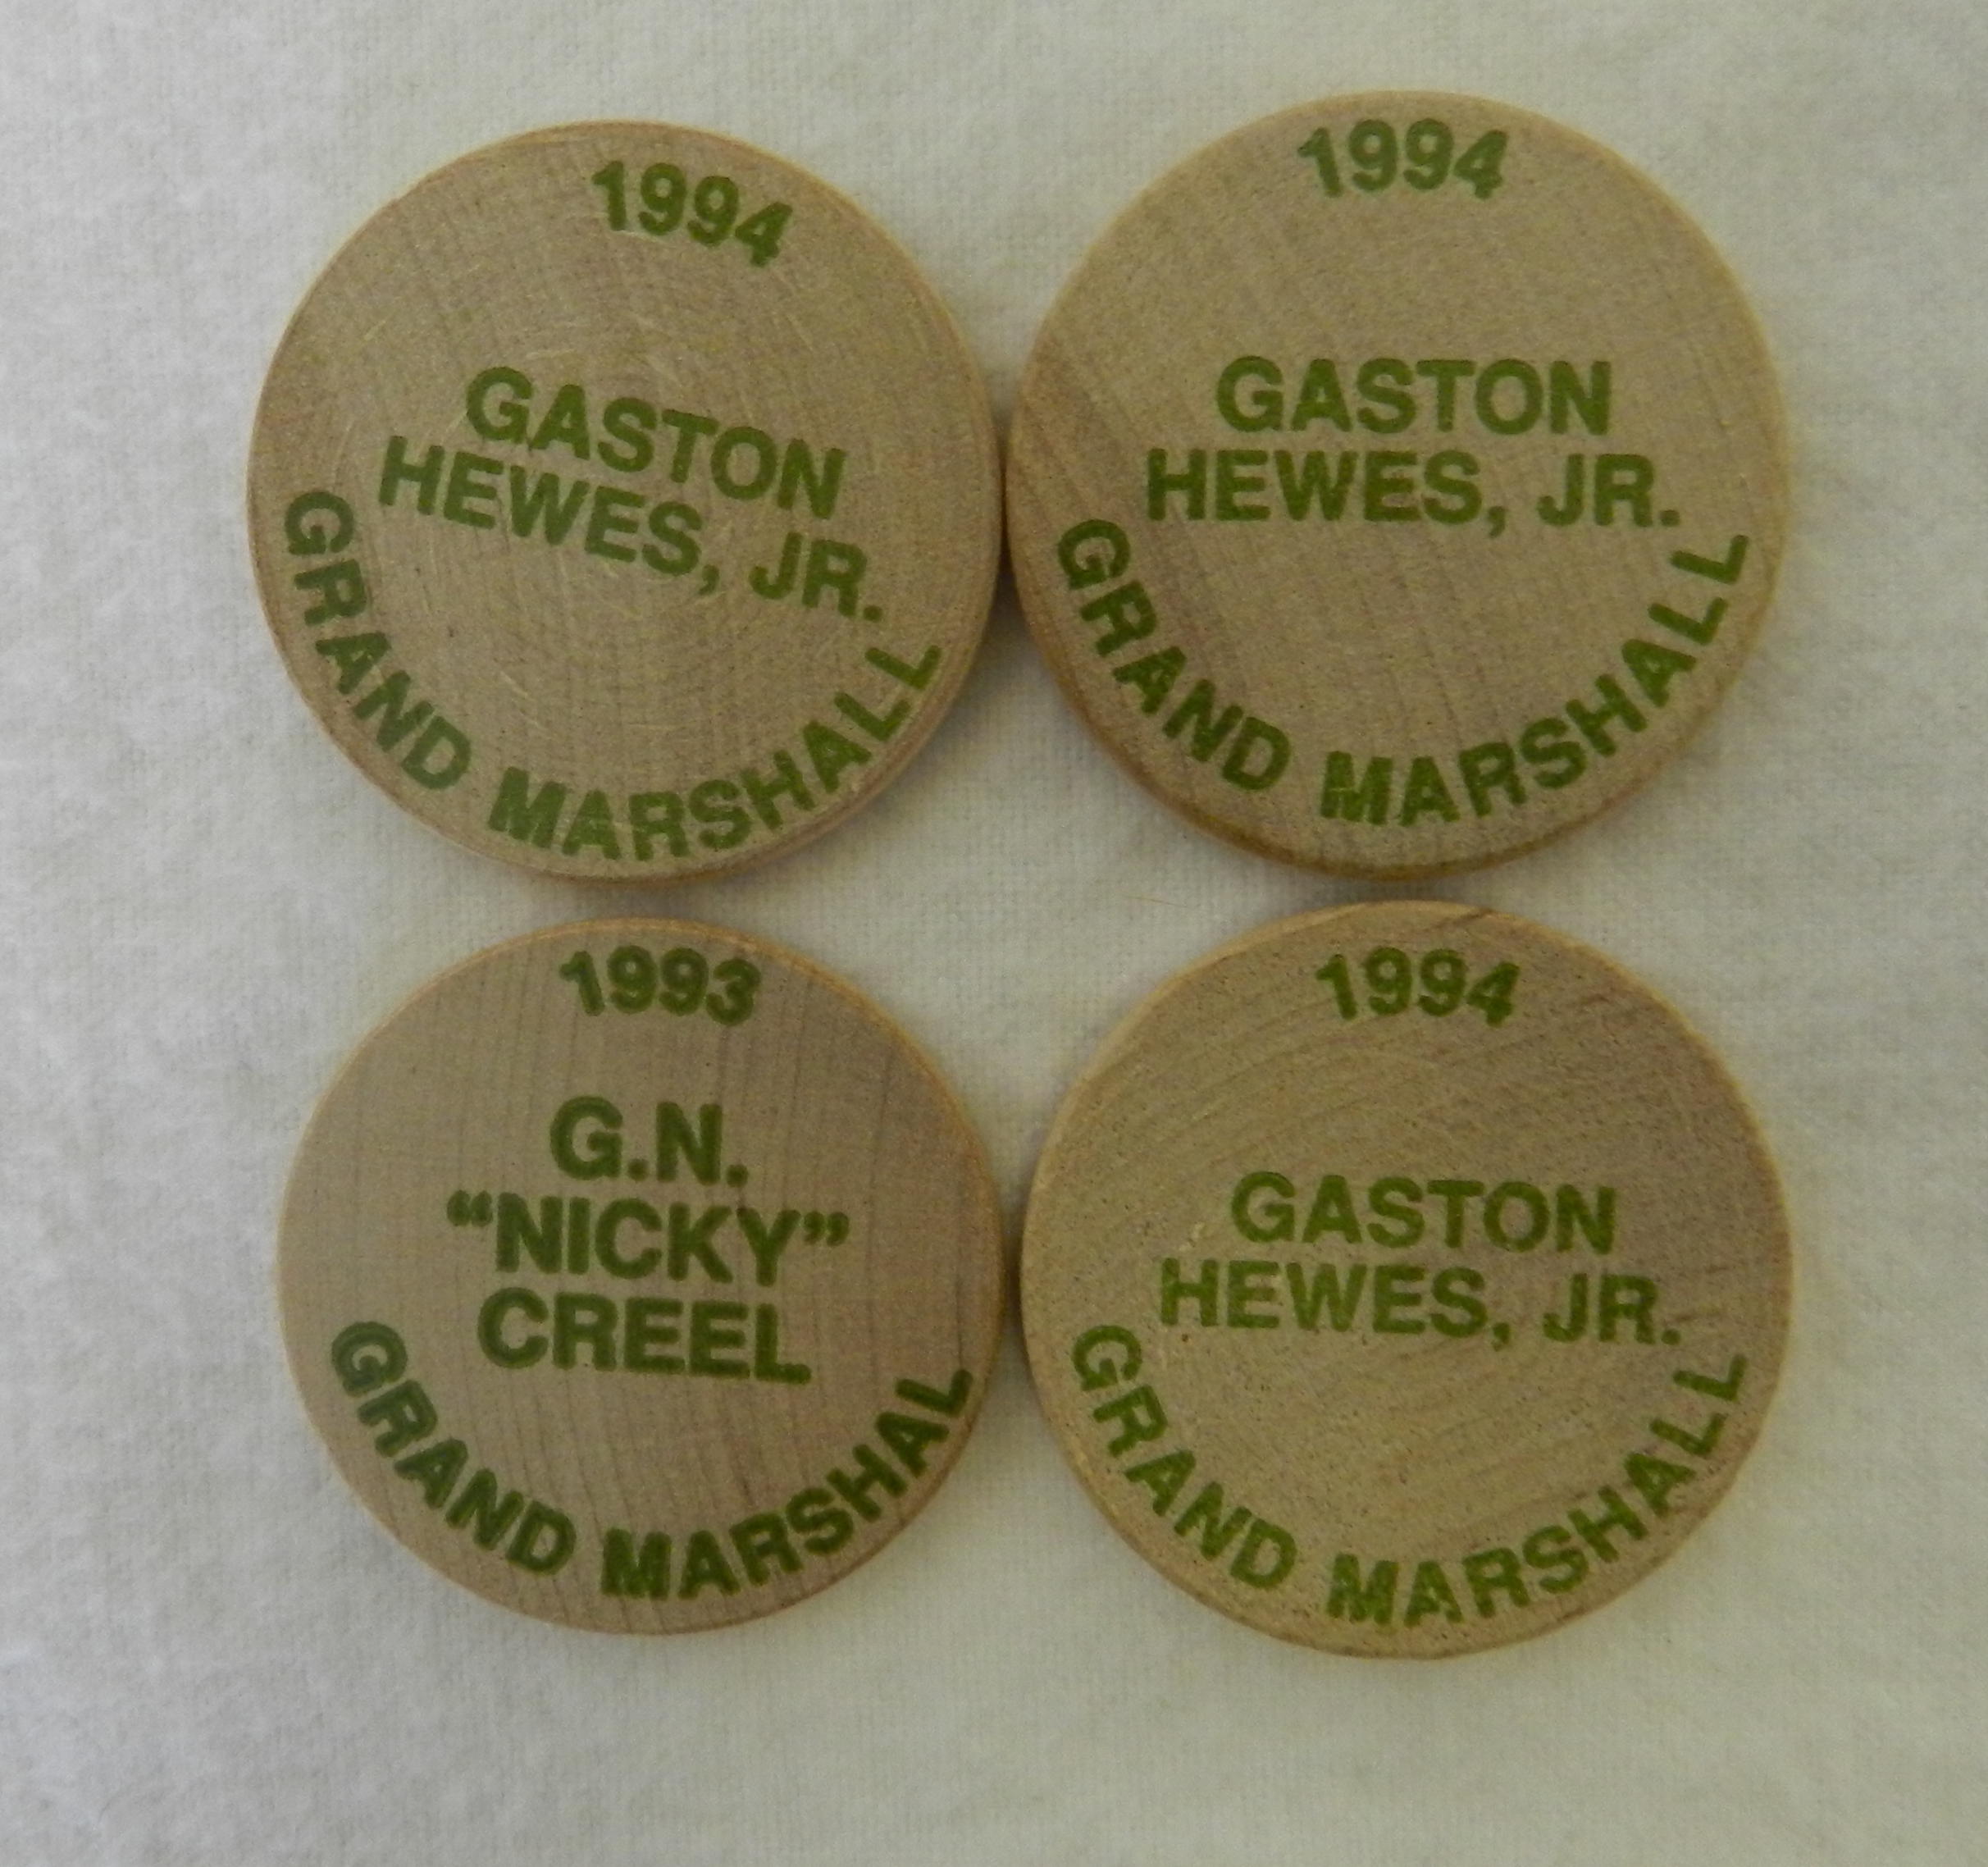 1994
GASTON
HEWES, JR.
GRAND MARSHALL
1994
GASTON
HEWES, JR.
GRAND MARSHALL
1993
G.N.
“NICKY”
CREEL
GRAND MARSHAL
1994
GASTON
HEWES, JR.
GRAND MARSHALL